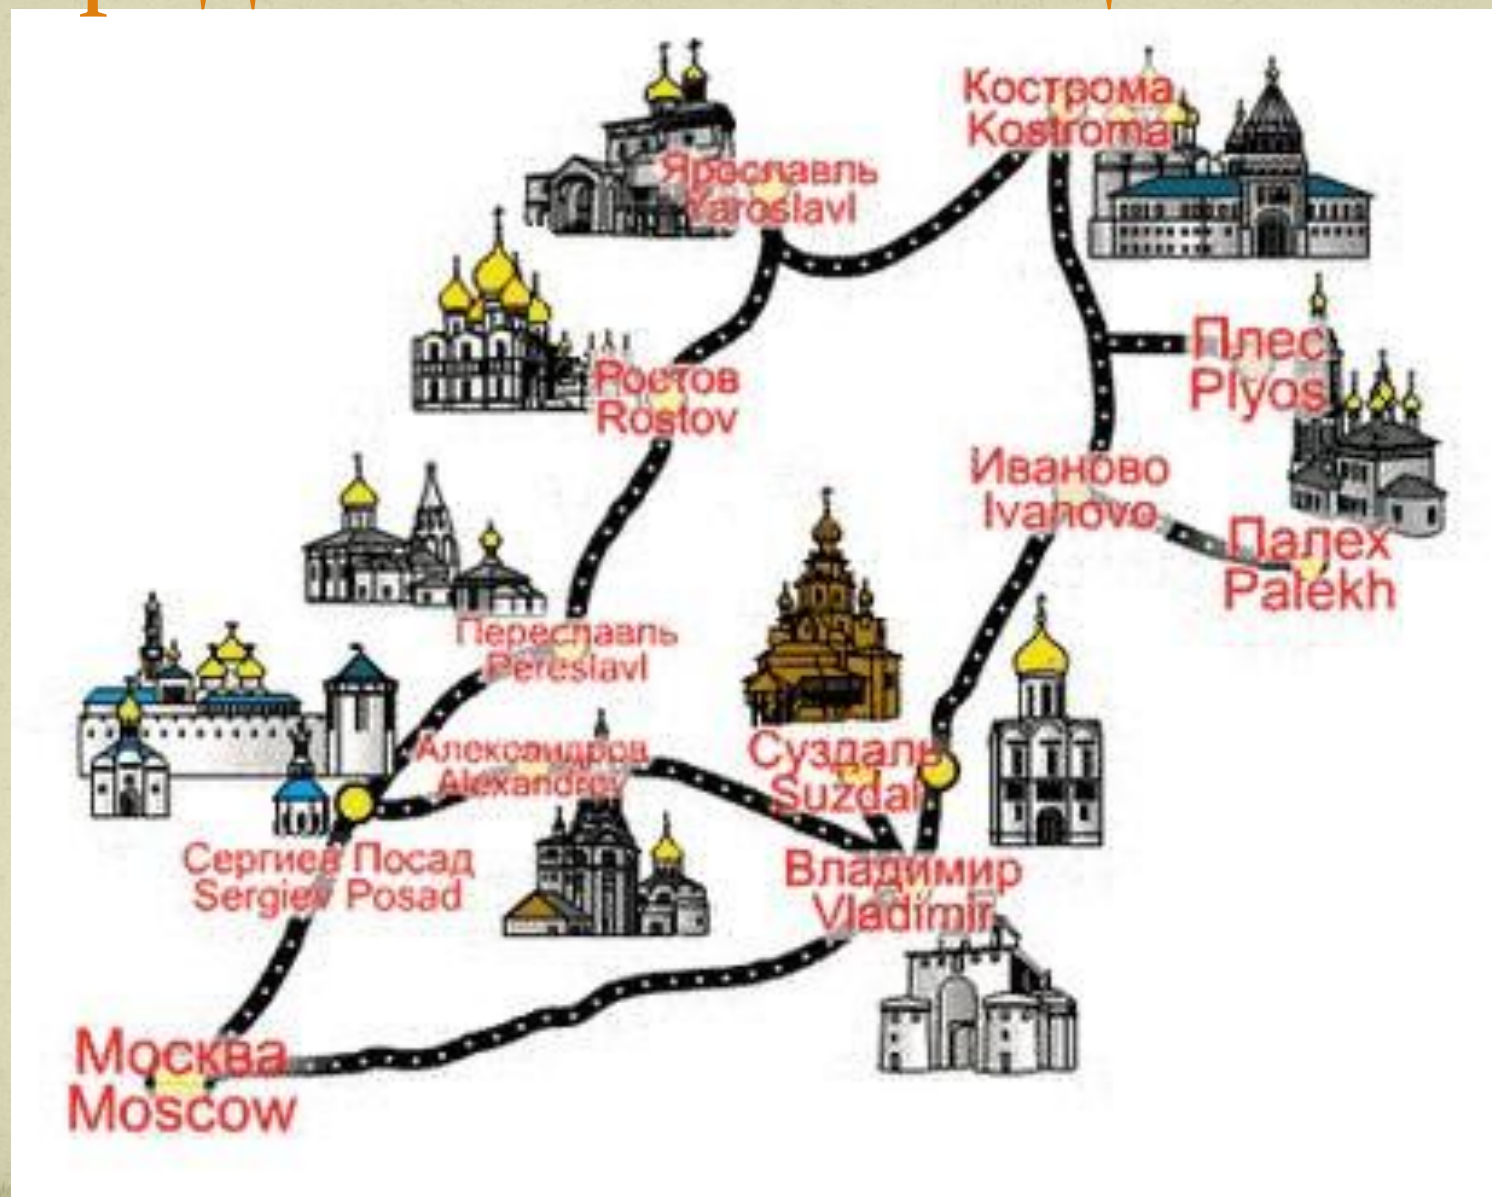 Кострома
Kostroma
Ярославль
Yaroslavl
Плес
Plyos
Ростов
Rostov
Иваново
Ivanovo
Палех
Palekh
Переславль
Pereslavl
Александров
Alexandrov
Суздаль
Suzdal
Сергиев Посад
Sergiev Posad
Владимир
Vladimir
Москва
Moscow